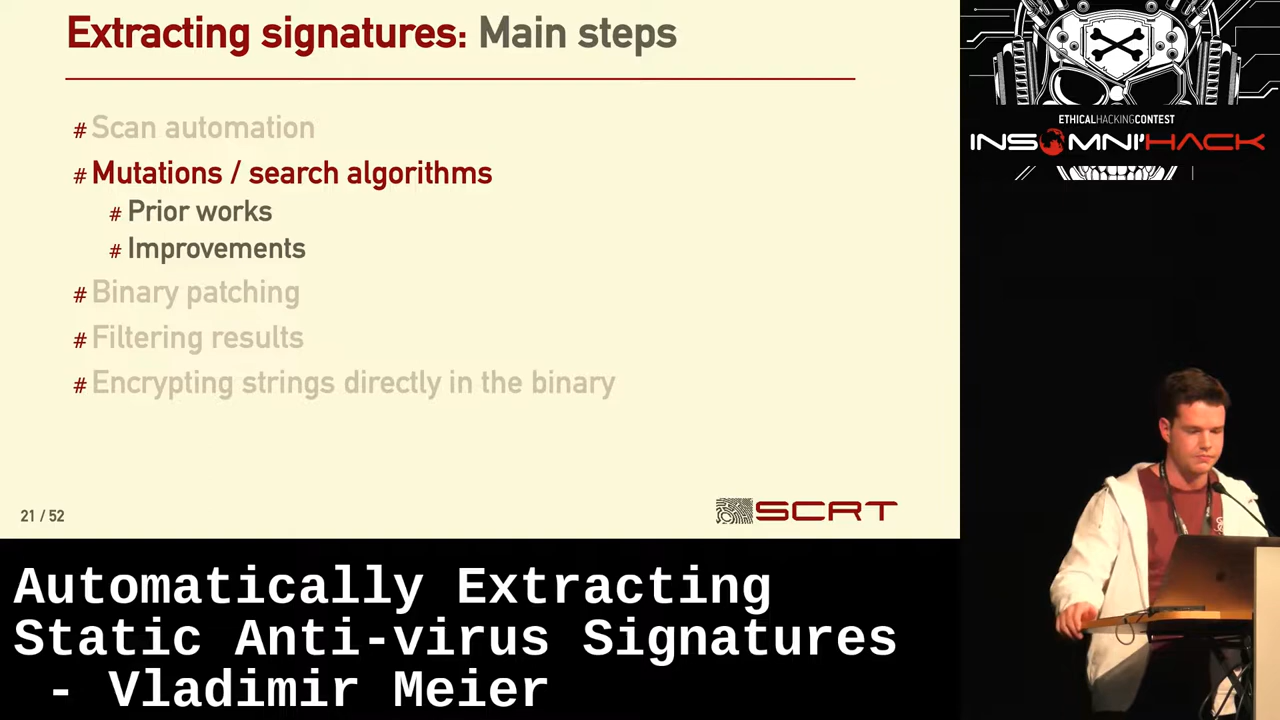 Extracting signatures: Main steps
# Scan automation
# Mutations / search algorithms
# Prior works
# Improvements
# Binary patching
# Filtering results
# Encrypting strings directly in the binary
21 / 52
SCRT
ETHICALHACKINGCONTEST
INSOMNI'HACK
Automatically Extracting
Static Anti-virus Signatures
- Vladimir Meier